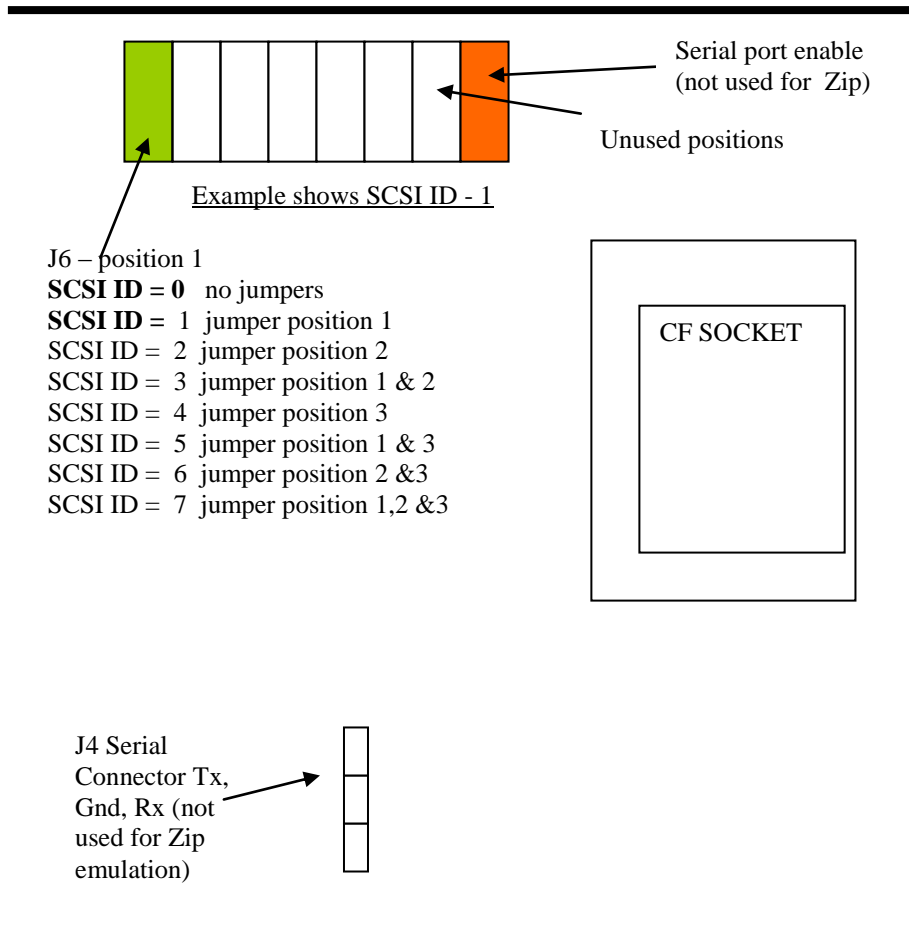 Serial port enable
(not used for Zip)
Unused positions
Example shows SCSI ID - 1
J6 – position 1
SCSI ID = 0 no jumpers
SCSI ID = 1 jumper position 1
SCSI ID = 2 jumper position 2
SCSI ID = 3 jumper position 1 & 2
SCSI ID = 4 jumper position 3
SCSI ID = 5 jumper position 1 & 3
SCSI ID = 6 jumper position 2 &3
SCSI ID = 7 jumper position 1,2 &3
CF SOCKET
J4 Serial
Connector Tx,
Gnd, Rx (not
used for Zip
emulation)